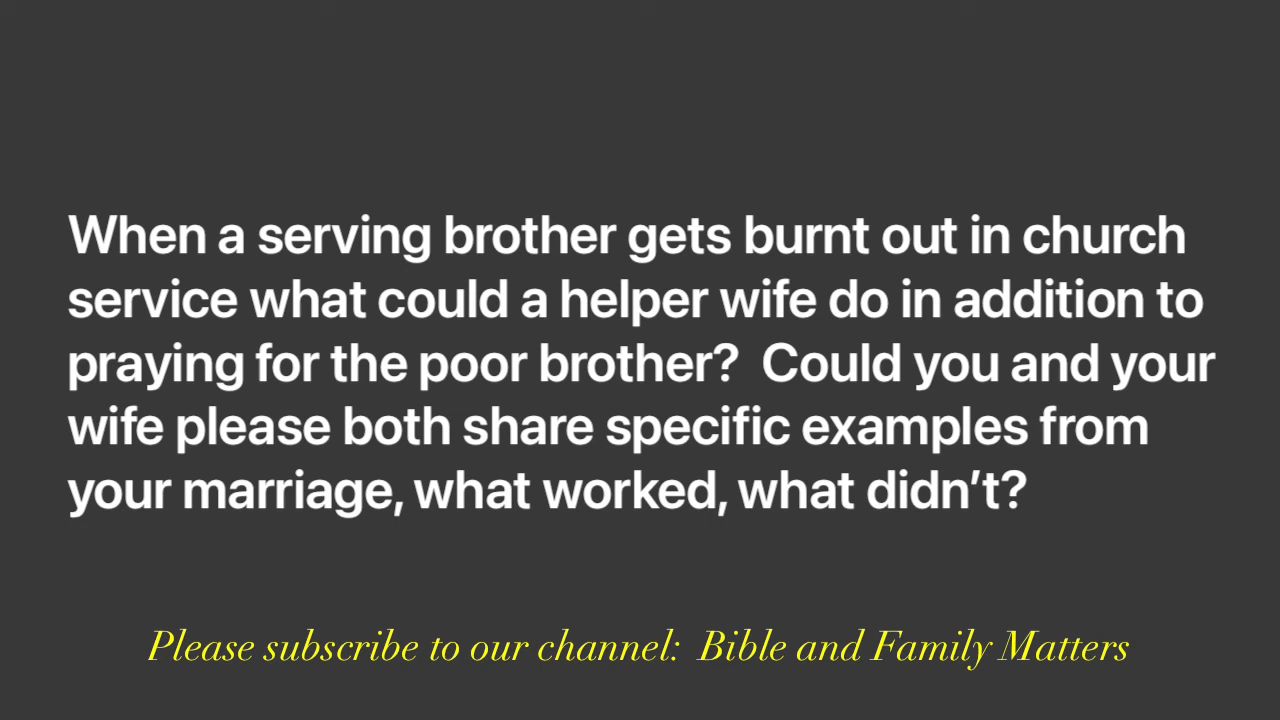 When a serving brother gets burnt out in church
service what could a helper wife do in addition to
praying for the poor brother?  Could you and your
wife please both share specific examples from
your marriage, what worked, what didn’t?
Please subscribe to our channel:  Bible and Family Matters